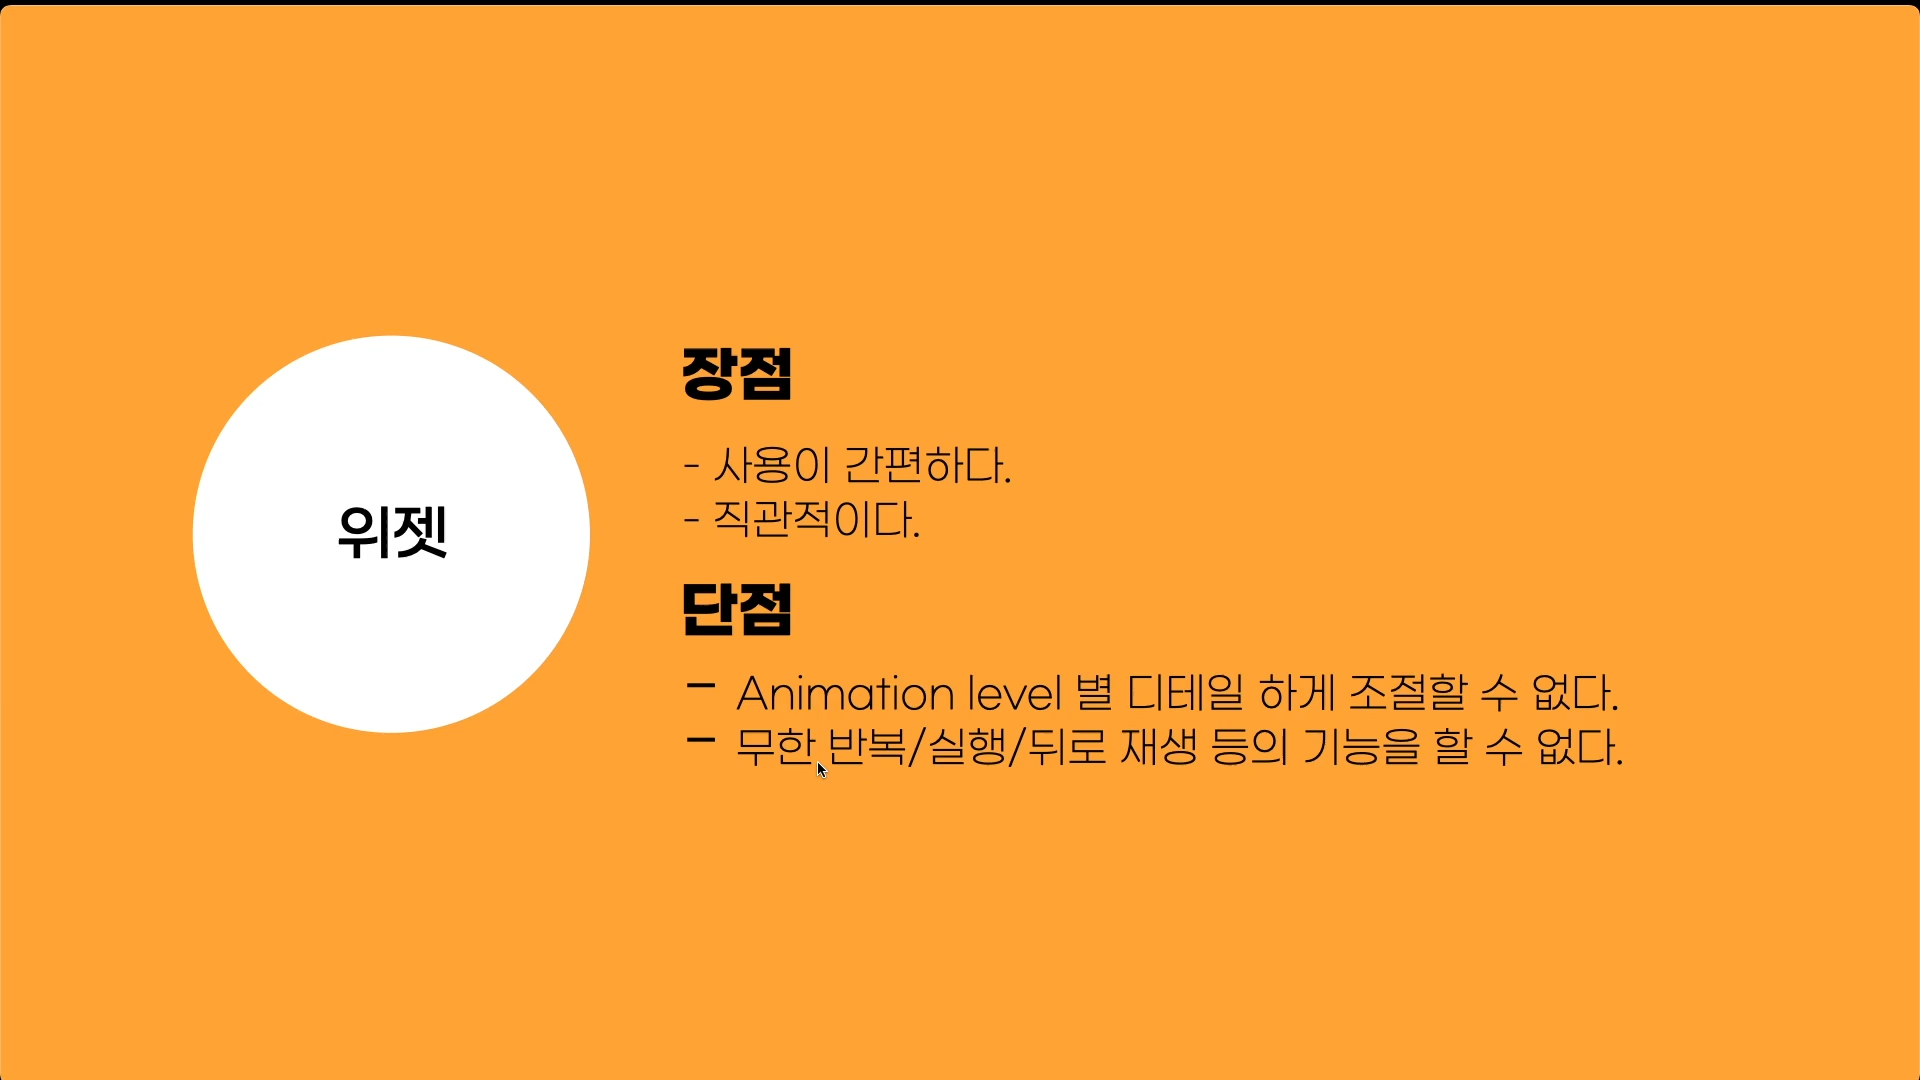 위젯
장점
- 사용이 간편하다.
- 직관적이다.
단점
- Animation level 별 디테일 하게 조절할 수 없다.
- 무한 반복/실행/뒤로 재생 등의 기능을 할 수 없다.